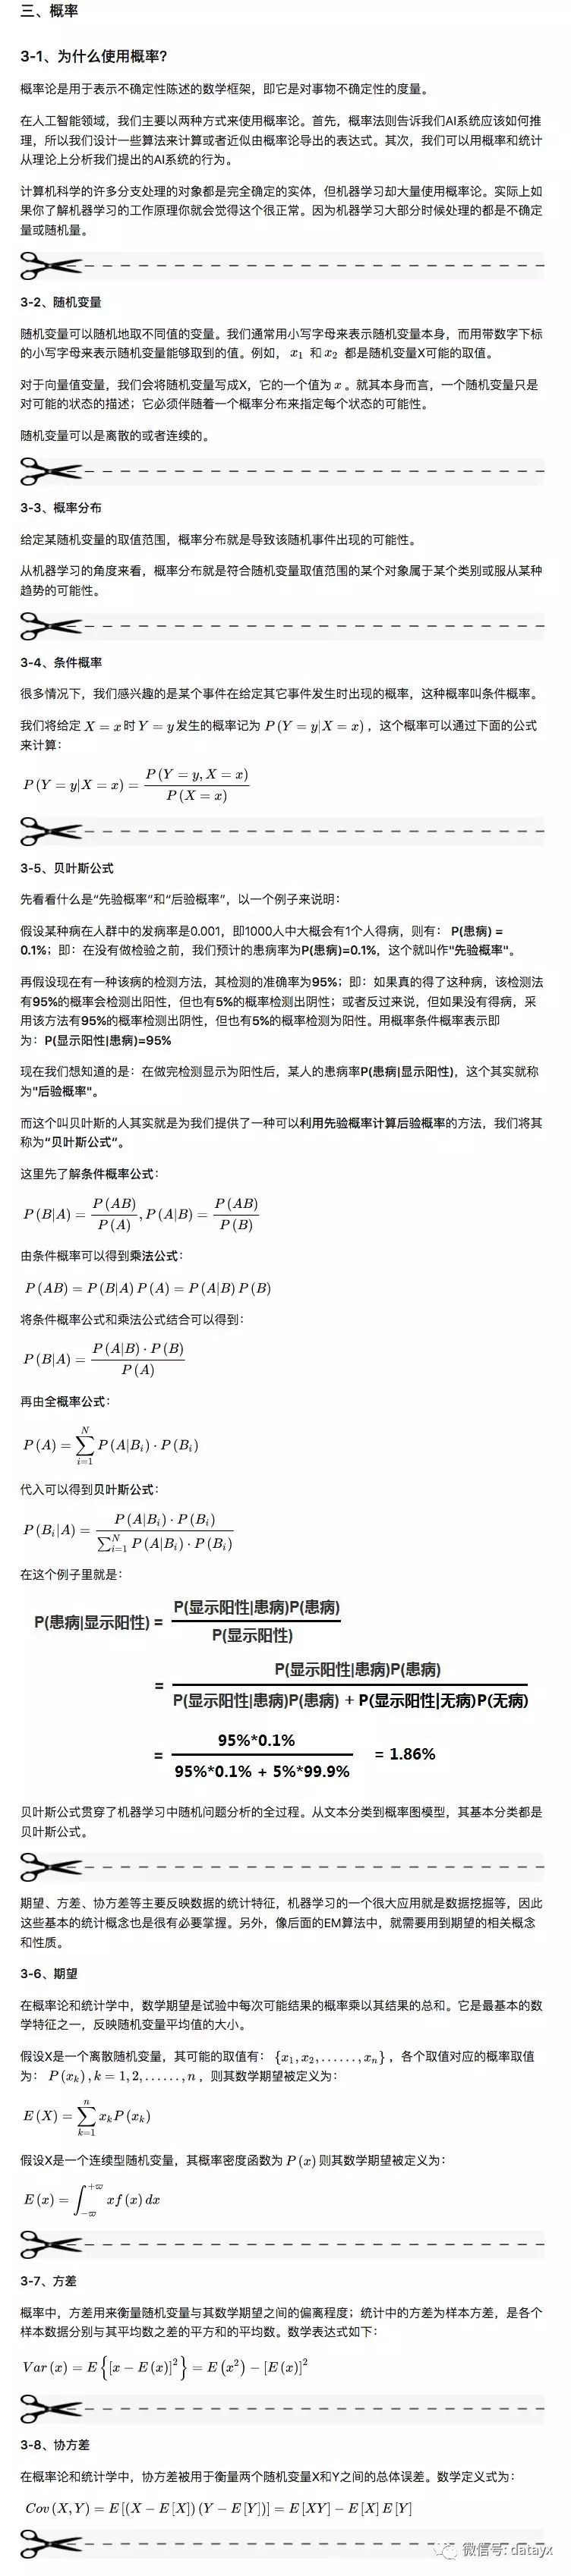 三、概率
3-1、为什么使用概率?
概率论是用于表示不确定性陈述的数学框架，即它是对事物不确定性的度量。
在人工智能领域，我们主要以两种方式来使用概率论。首先，概率法则告诉我们AI系统应该如何推
理，所以我们设计一些算法来计算或者近似由概率论导出的表达式。其次，我们可以用概率和统计
从理论上分析我们提出的AI系统的行为。
计算机科学的许多分支处理的对象都是完全确定的实体，但机器学习却大量使用概率论。实际上如
果你了解机器学习的工作原理你就会觉得这个很正常。因为机器学习大部分时候处理的都是不确定
量或随机量。
3-2、随机变量
随机变量可以随机地取不同值的变量。我们通常用小写字母来表示随机变量本身，而用带数字下标
的小写字母来表示随机变量能够取到的值。例如， x₁ 和 x₂ 都是随机变量X可能的取值。
对于向量值变量，我们会将随机变量写成X，它的一个值为 x 。就其本身而言，一个随机变量只是
对可能的状态的描述；它必须伴随着一个概率分布来指定每个状态的可能性。
随机变量可以是离散的或者连续的。
3-3、概率分布
给定某随机变量的取值范围，概率分布就是导致该随机事件出现的可能性。
从机器学习的角度来看，概率分布就是符合随机变量取值范围的某个对象属于某个类别或服从某种
趋势的可能性。
3-4、条件概率
很多情况下，我们感兴趣的是某个事件在给定其它事件发生时出现的概率，这种概率叫条件概率。
我们将给定 X = x 时 Y = y 发生的概率记为 P(Y = y|X = x) ，这个概率可以通过下面的公式
来计算：
P(Y = y|X = x) = P(Y = y, X = x) / P(X = x)
3-5、贝叶斯公式
先看看什么是“先验概率”和“后验概率”，以一个例子来说明：
假设某种病在人群中的发病率是0.001，即1000人中大概会有1个人得病，则有： P(患病) =
0.1%；即：在没有做检验之前，我们预计的患病率为P(患病)=0.1%，这个就叫作"先验概率"。
再假设现在有一种该病的检测方法，其检测的准确率为95%；即：如果真的得了这种病，该检测法
有95%的概率会检测出阳性，但也有5%的概率检测出阴性；或者反过来说，但如果没有得病，采
用该方法有95%的概率检测出阴性，但也有5%的概率检测为阳性。用概率条件概率表示即
为：P(显示阳性|患病)=95%
现在我们想知道的是：在做完检测显示为阳性后，某人的患病率P(患病|显示阳性)，这个其实就称
为"后验概率"。
而这个叫贝叶斯的人其实就是为我们提供了一种可以利用先验概率计算后验概率的方法，我们将其
称为“贝叶斯公式”。
这里先了解条件概率公式：
P(B|A) = P(AB) / P(A), P(A|B) = P(AB) / P(B)
由条件概率可以得到乘法公式：
P(AB) = P(B|A)P(A) = P(A|B)P(B)
将条件概率公式和乘法公式结合可以得到：
P(B|A) = P(A|B)·P(B) / P(A)
再由全概率公式：
P(A) = ∑_{i=1}^{N} P(A|B_i)·P(B_i)
代入可以得到贝叶斯公式：
P(B_i|A) = P(A|B_i)·P(B_i) / ∑_{i=1}^{N} P(A|B_i)·P(B_i)
在这个例子里就是：
P(患病|显示阳性) = P(显示阳性|患病)P(患病) / P(显示阳性)
= P(显示阳性|患病)P(患病) / P(显示阳性|患病)P(患病) + P(显示阳性|无病)P(无病)
= 95%*0.1% / 95%*0.1% + 5%*99.9% = 1.86%
贝叶斯公式贯穿了机器学习中随机问题分析的全过程。从文本分类到概率图模型，其基本分类都是
贝叶斯公式。
期望、方差、协方差等主要反映数据的统计特征，机器学习的一个很大应用就是数据挖掘等，因此
这些基本的统计概念也是很有必要掌握。另外，像后面的EM算法中，就需要用到期望的相关概念
和性质。
3-6、期望
在概率论和统计学中，数学期望是试验中每次可能结果的概率乘以其结果的总和。它是最基本的数
学特征之一，反映随机变量平均值的大小。
假设X是一个离散随机变量，其可能的取值有： {x₁, x₂, ......, xₙ} ，各个取值对应的概率取值
为： P(x_k), k = 1, 2, ......, n ，则其数学期望被定义为：
E(X) = ∑_{k=1}^{n} x_k P(x_k)
假设X是一个连续型随机变量，其概率密度函数为 P(x) 则其数学期望被定义为：
E(x) = ∫_{-ϖ}^{+ϖ} xf(x)dx
3-7、方差
概率中，方差用来衡量随机变量与其数学期望之间的偏离程度；统计中的方差为样本方差，是各个
样本数据分别与其平均数之差的平方和的平均数。数学表达式如下：
Var(x) = E{[x − E(x)]²} = E(x²) − [E(x)]²
3-8、协方差
在概率论和统计学中，协方差被用于衡量两个随机变量X和Y之间的总体误差。数学定义式为：
Cov(X, Y) = E[(X − E[X])(Y − E[Y])] = E[XY] − E[X]E[Y]
微信号: datayx